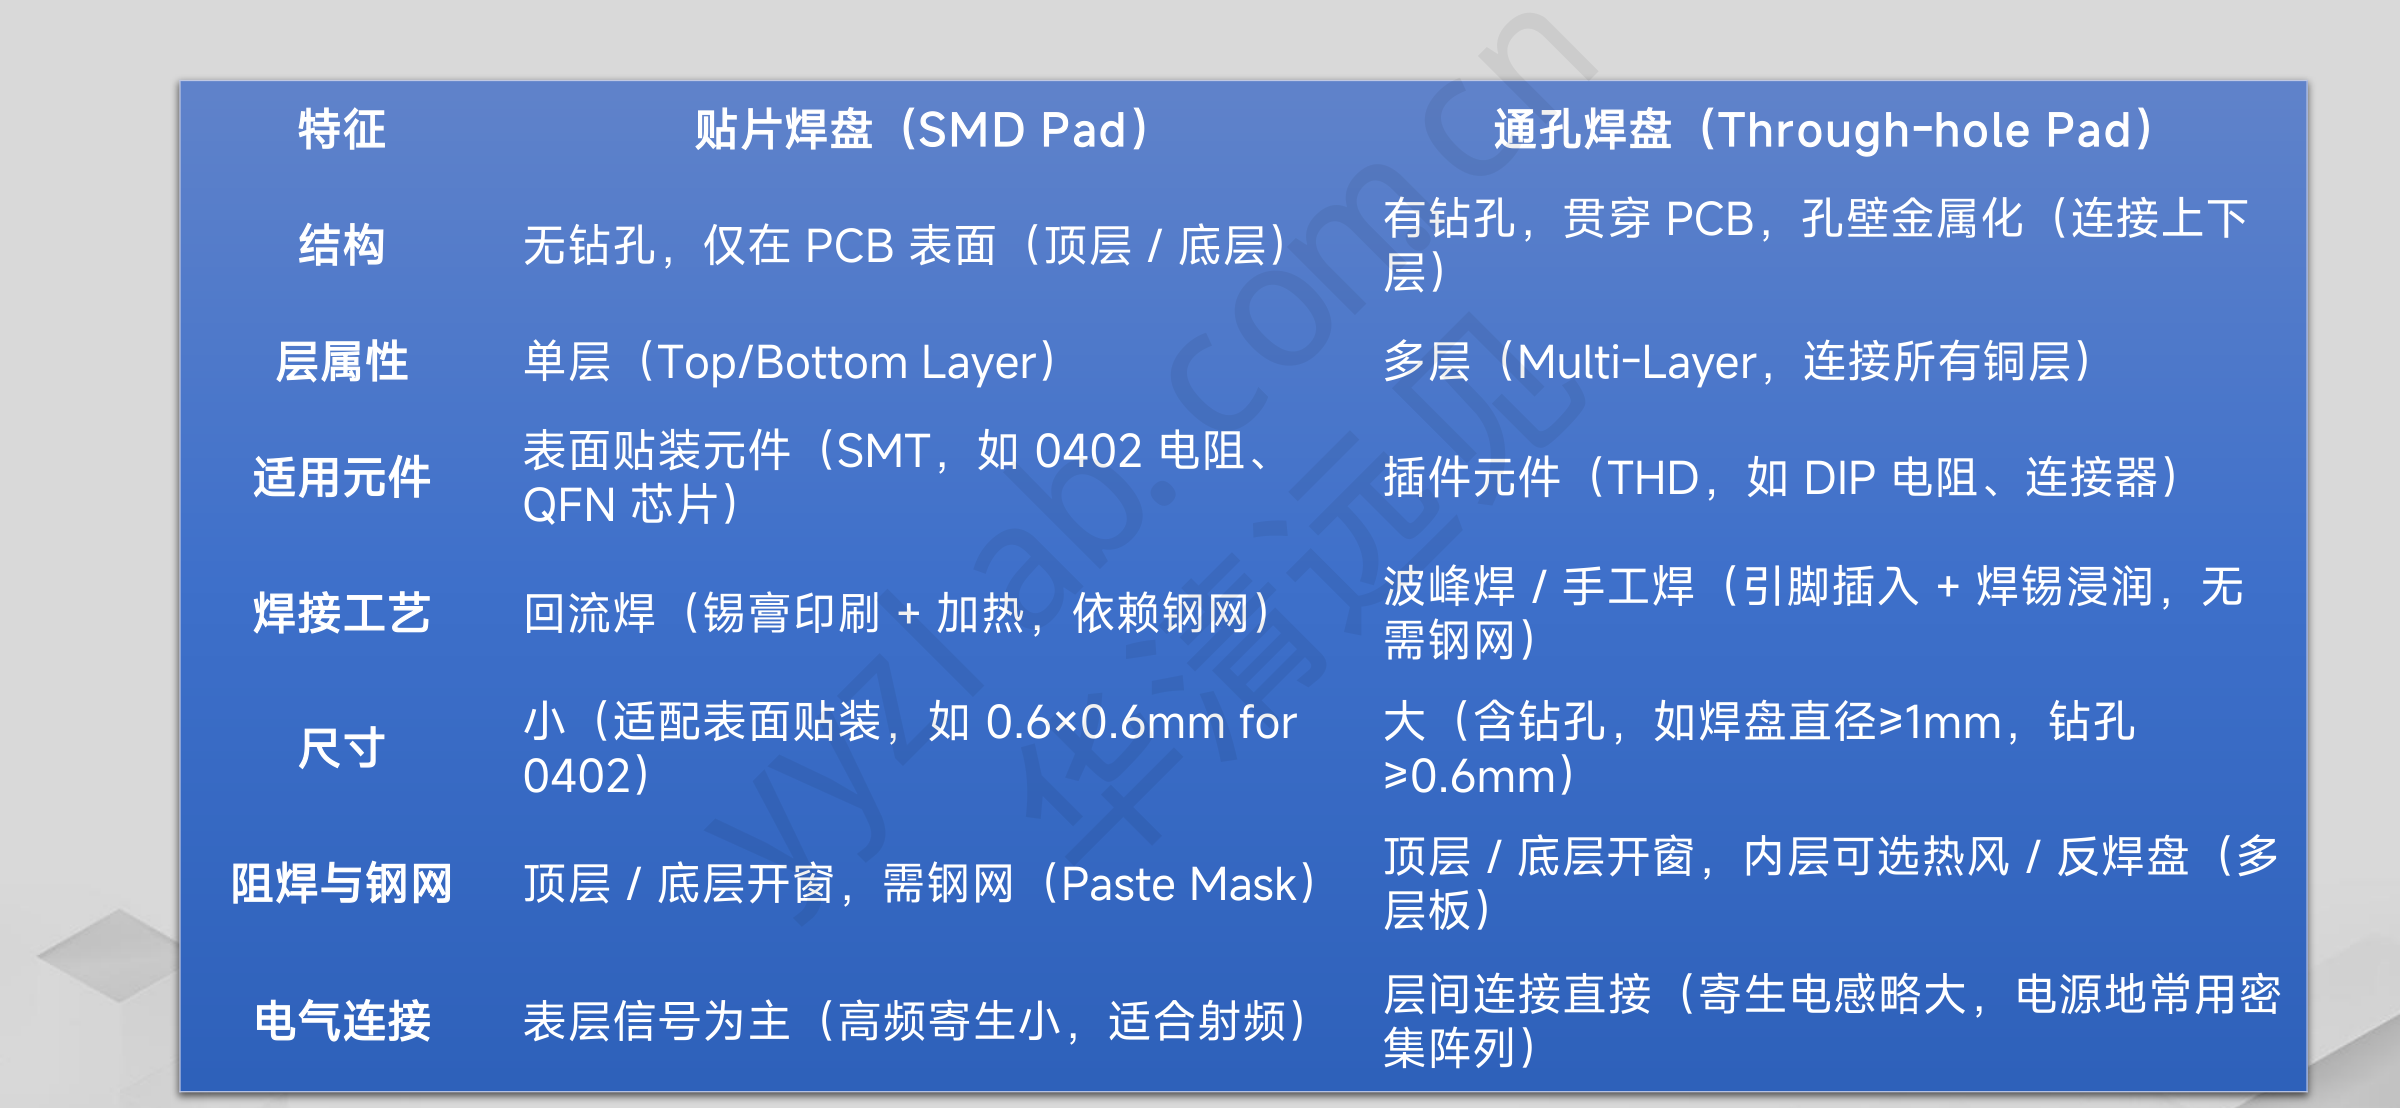 特征
贴片焊盘（SMD Pad）
通孔焊盘（Through-hole Pad）
结构
无钻孔，仅在 PCB 表面（顶层 / 底层）
有钻孔，贯穿 PCB，孔壁金属化（连接上下
层）
层属性
单层（Top/Bottom Layer）
多层（Multi-Layer，连接所有铜层）
适用元件
表面贴装元件（SMT，如 0402 电阻、
QFN 芯片）
插件元件（THD，如 DIP 电阻、连接器）
焊接工艺
回流焊（锡膏印刷 + 加热，依赖钢网）
波峰焊 / 手工焊（引脚插入 + 焊锡浸润，无
需钢网）
尺寸
小（适配表面贴装，如 0.6×0.6mm for
0402）
大（含钻孔，如焊盘直径≥1mm，钻孔
≥0.6mm）
阻焊与钢网
顶层 / 底层开窗，需钢网（Paste Mask）
顶层 / 底层开窗，内层可选热风 / 反焊盘（多
层板）
电气连接
表层信号为主（高频寄生小，适合射频）
层间连接直接（寄生电感略大，电源地常用密
集阵列）
yyzlab.com.cn
华清远见